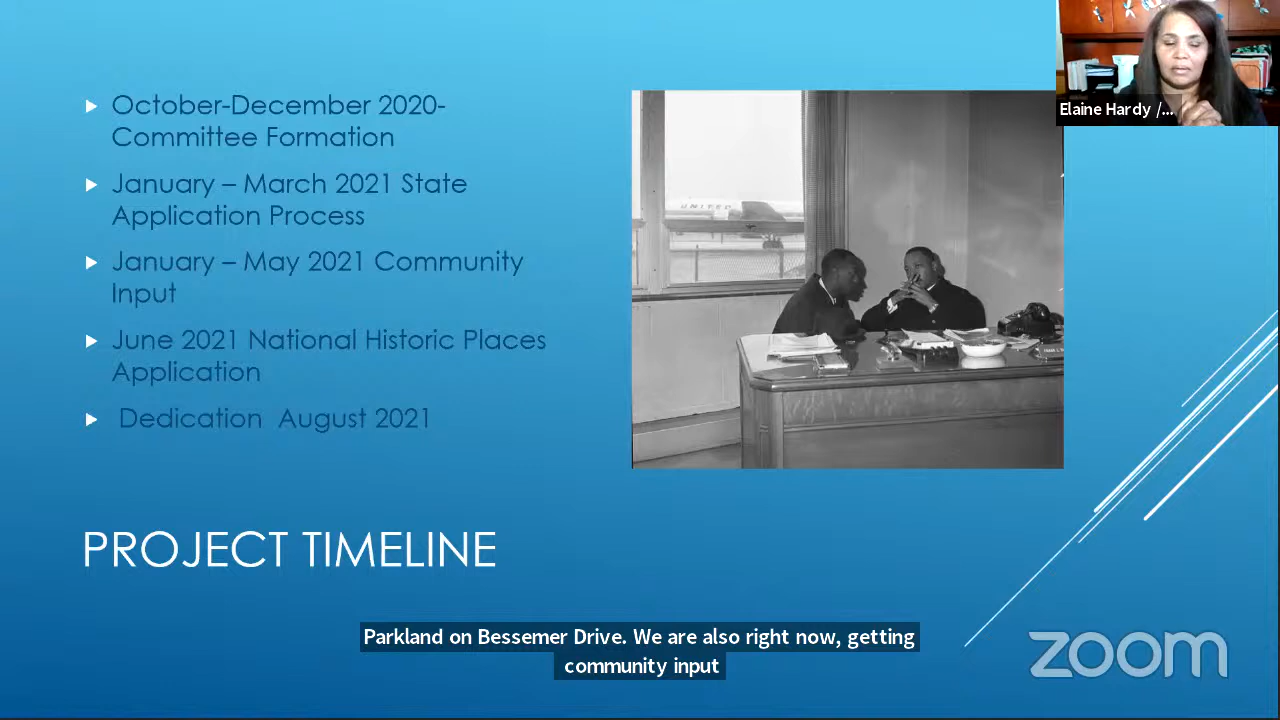 October-December 2020-
Committee Formation
January – March 2021 State
Application Process
January – May 2021 Community
Input
June 2021 National Historic Places
Application
Dedication August 2021
UNITED
Elaine Hardy /...
PROJECT TIMELINE
Parkland on Bessemer Drive. We are also right now, getting
community input
zoom